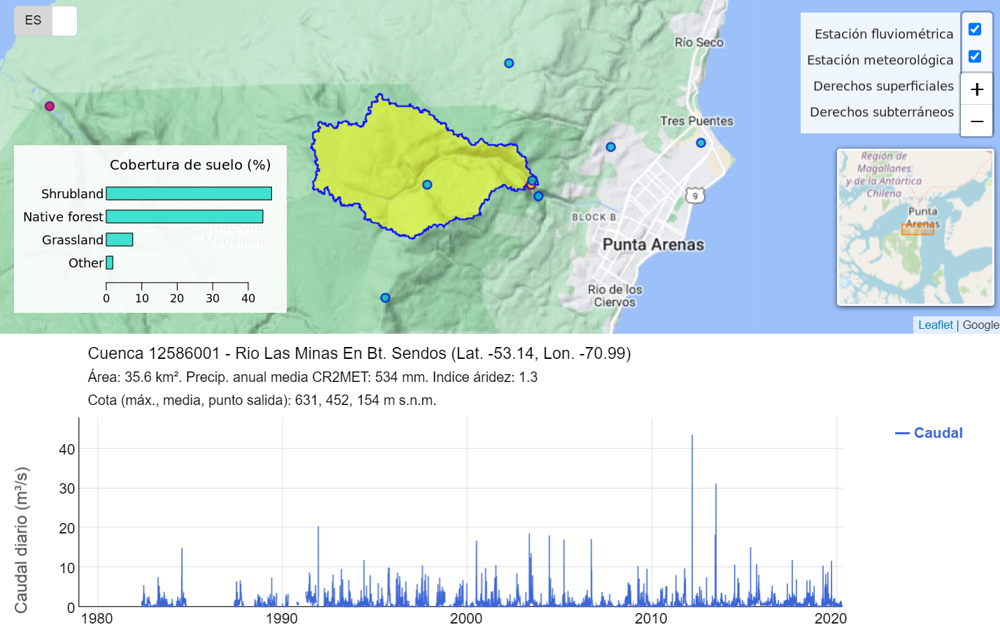 ES
Río Seco
Estación fluviométrica
Estación meteorológica
Derechos superficiales
Derechos subterráneos
+
−
Tres Puentes
9
BLOCK B
Punta Arenas
Rio de los
Ciervos
Nacional
Magallanes
Cobertura de suelo (%)
Shrubland
Native forest
Grassland
Other
0 10 20 30 40
Región de
Magallanes
y de la Antártica
Chilena
Punta
Arenas
Leaflet | Google
Cuenca 12586001 - Rio Las Minas En Bt. Sendos (Lat. -53.14, Lon. -70.99)
Área: 35.6 km². Precip. anual media CR2MET: 534 mm. Indice áridez: 1.3
Cota (máx., media, punto salida): 631, 452, 154 m s.n.m.
Caudal
Caudal diario (m³/s)
40
30
20
10
0
1980 1990 2000 2010 2020